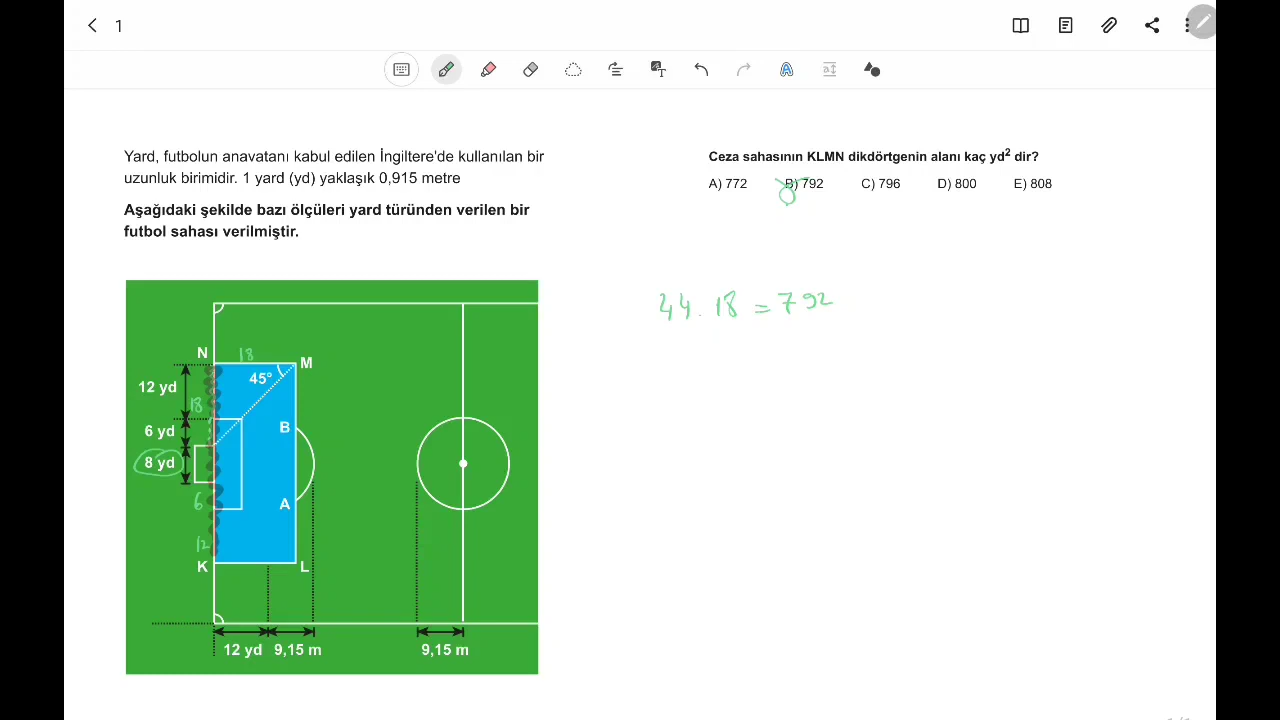 1
Yard, futbolun anavatanı kabul edilen İngiltere'de kullanılan bir
uzunluk birimidir. 1 yard (yd) yaklaşık 0,915 metre
Aşağıdaki şekilde bazı ölçüleri yard türünden verilen bir
futbol sahası verilmiştir.
N
18
M
45°
12 yd
18
6 yd
B
8 yd
6
A
12
K
L
12 yd 9,15 m
9,15 m
Ceza sahasının KLMN dikdörtgenin alanı kaç yd² dir?
A) 772 B) 792 C) 796 D) 800 E) 808
44. 18 = 792